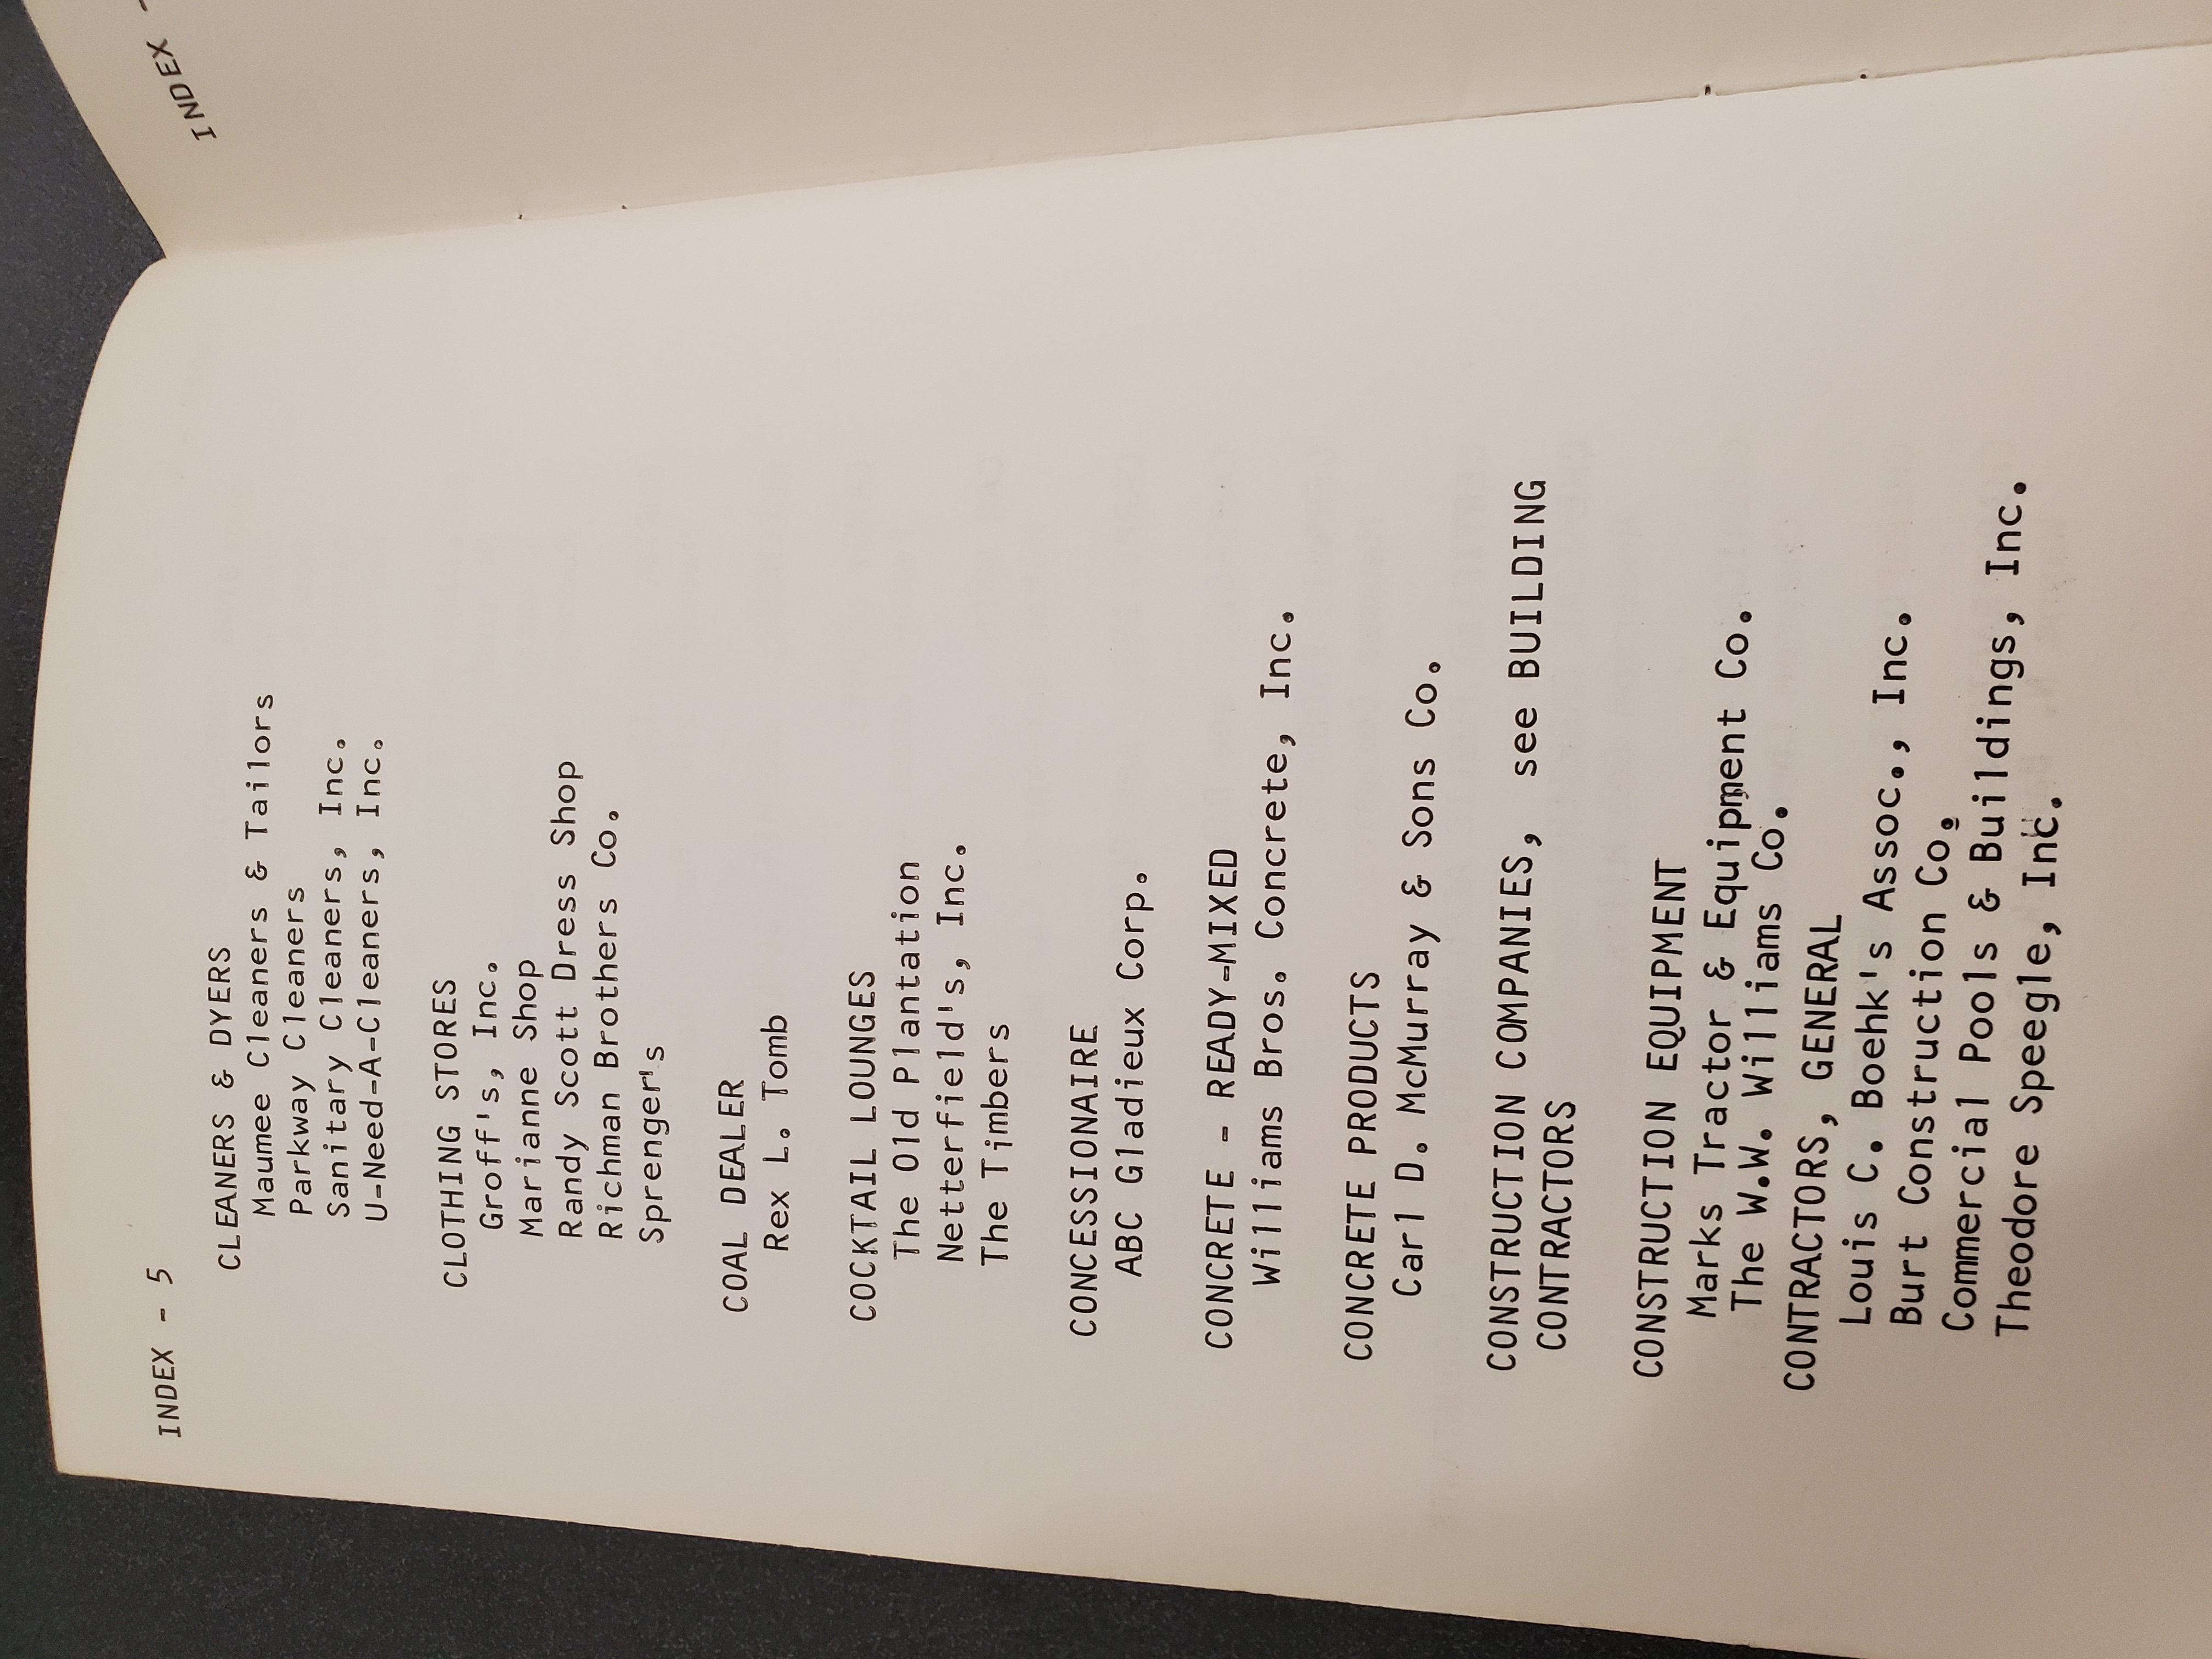 INDEX - 5
CLEANERS & DYERS
Maumee Cleaners & Tailors
Parkway Cleaners
Sanitary Cleaners, Inc.
U-Need-A-Cleaners, Inc.
CLOTHING STORES
Groff's, Inc.
Marianne Shop
Randy Scott Dress Shop
Richman Brothers Co.
Sprenger's
COAL DEALER
Rex L. Tomb
COCKTAIL LOUNGES
The Old Plantation
Netterfield's, Inc.
The Timbers
CONCESSIONAIRE
ABC Gladieux Corp.
CONCRETE - READY-MIXED
Williams Bros. Concrete, Inc.
CONCRETE PRODUCTS
Carl D. McMurray & Sons Co.
CONSTRUCTION COMPANIES, see BUILDING
CONTRACTORS
CONSTRUCTION EQUIPMENT
Marks Tractor & Equipment Co.
The W.W. Williams Co.
CONTRACTORS, GENERAL
Louis C. Boehk's Assoc., Inc.
Burt Construction Co.
Commercial Pools & Buildings, Inc.
Theodore Speegle, Inc.
INDEX -